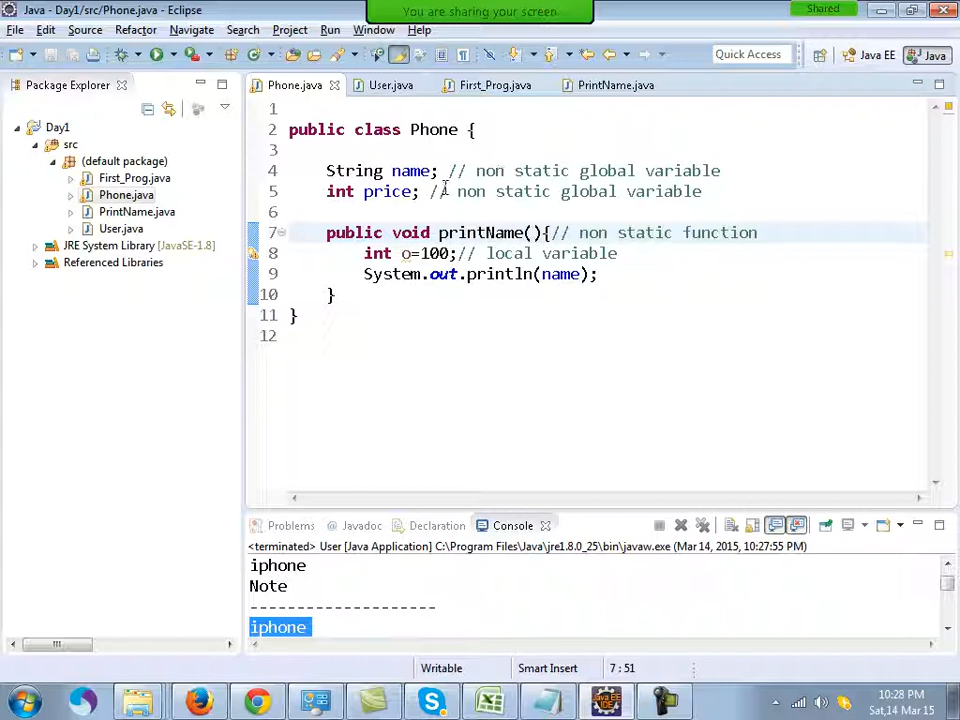 Java - Day1/src/Phone.java - Eclipse
You are sharing your screen
Shared
File Edit Source Refactor Navigate Search Project Run Window Help
Quick Access
Java EE
Java
Package Explorer
Phone.java
User.java
First_Prog.java
PrintName.java
Day1
src
(default package)
First_Prog.java
Phone.java
PrintName.java
User.java
JRE System Library [JavaSE-1.8]
Referenced Libraries
1
2 public class Phone {
3
4 String name; // non static global variable
5 int price; // non static global variable
6
7 public void printName(){// non static function
8 int o=100;// local variable
9 System.out.println(name);
10 }
11 }
12
Problems @ Javadoc Declaration Console
<terminated> User [Java Application] C:\Program Files\Java\jre1.8.0_25\bin\javaw.exe (Mar 14, 2015, 10:27:55 PM)
iphone
Note
--------------------
iphone
Writable
Smart Insert
7 : 51
10:28 PM
Sat,14 Mar 15